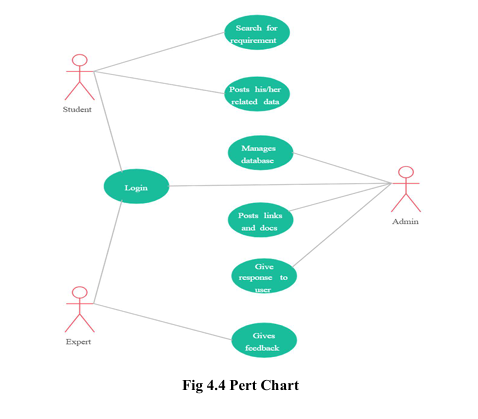 Search for
requirement
Student
Posts his/her
related data
Manages
database
Login
Admin
Posts links
and docs
Give
response to
user
Expert
Gives
feedback
Fig 4.4 Pert Chart